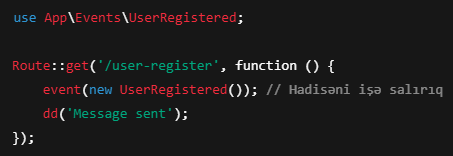 use App\Events\UserRegistered;
Route::get('/user-register', function () {
event(new UserRegistered()); // Hadisəni işə salırıq
dd('Message sent');
});